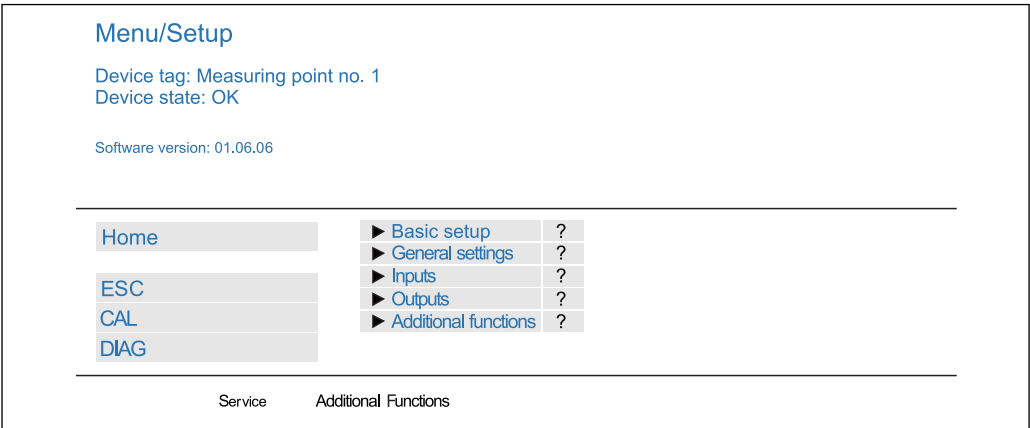 Menu/Setup
Device tag: Measuring point no. 1
Device state: OK
Software version: 01.06.06
Home
ESC
CAL
DIAG
▶ Basic setup ?
▶ General settings ?
▶ Inputs ?
▶ Outputs ?
▶ Additional functions ?
Service Additional Functions